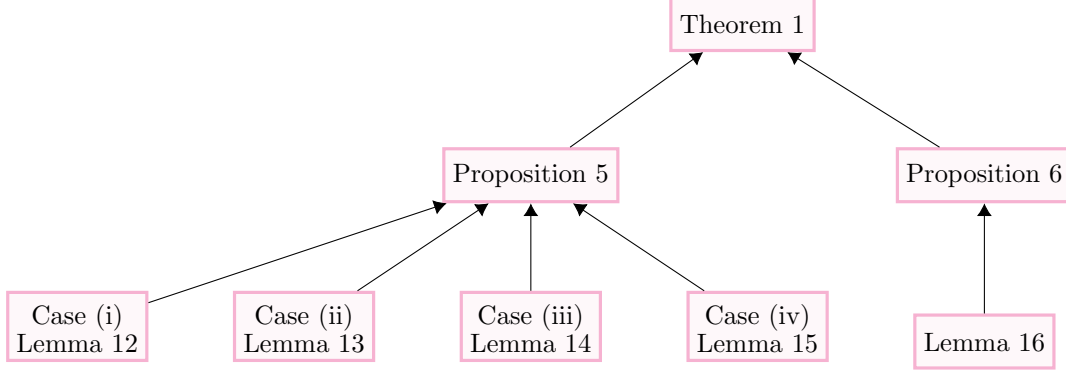 Theorem 1
Proposition 5
Proposition 6
Case (i)
Lemma 12
Case (ii)
Lemma 13
Case (iii)
Lemma 14
Case (iv)
Lemma 15
Lemma 16